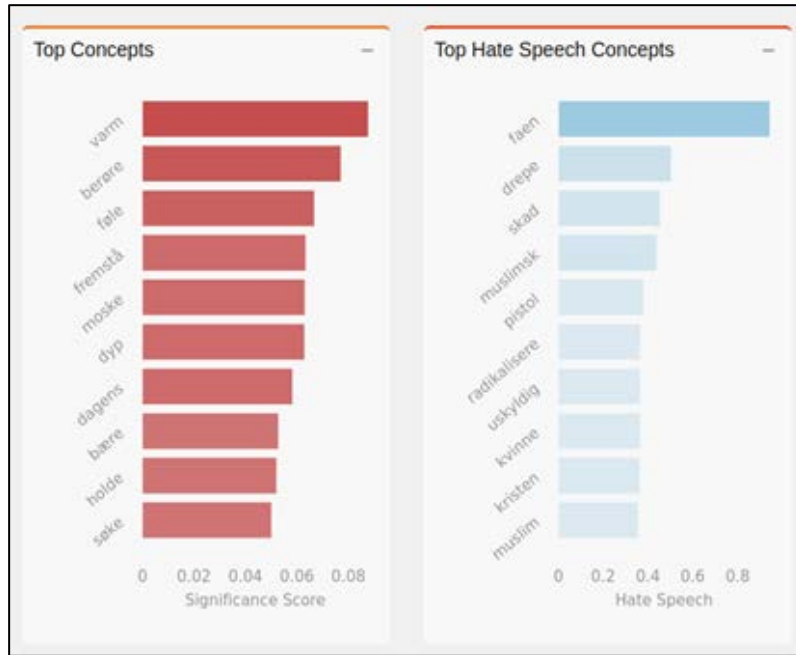 Top Concepts
varm
berøre
føle
fremstå
moske
dyp
dagens
bære
holde
søke
0 0.02 0.04 0.06 0.08
Significance Score
Top Hate Speech Concepts
faen
drepe
skad
muslimsk
pistol
radikalisere
uskyldig
kvinne
kristen
muslim
0 0.2 0.4 0.6 0.8
Hate Speech